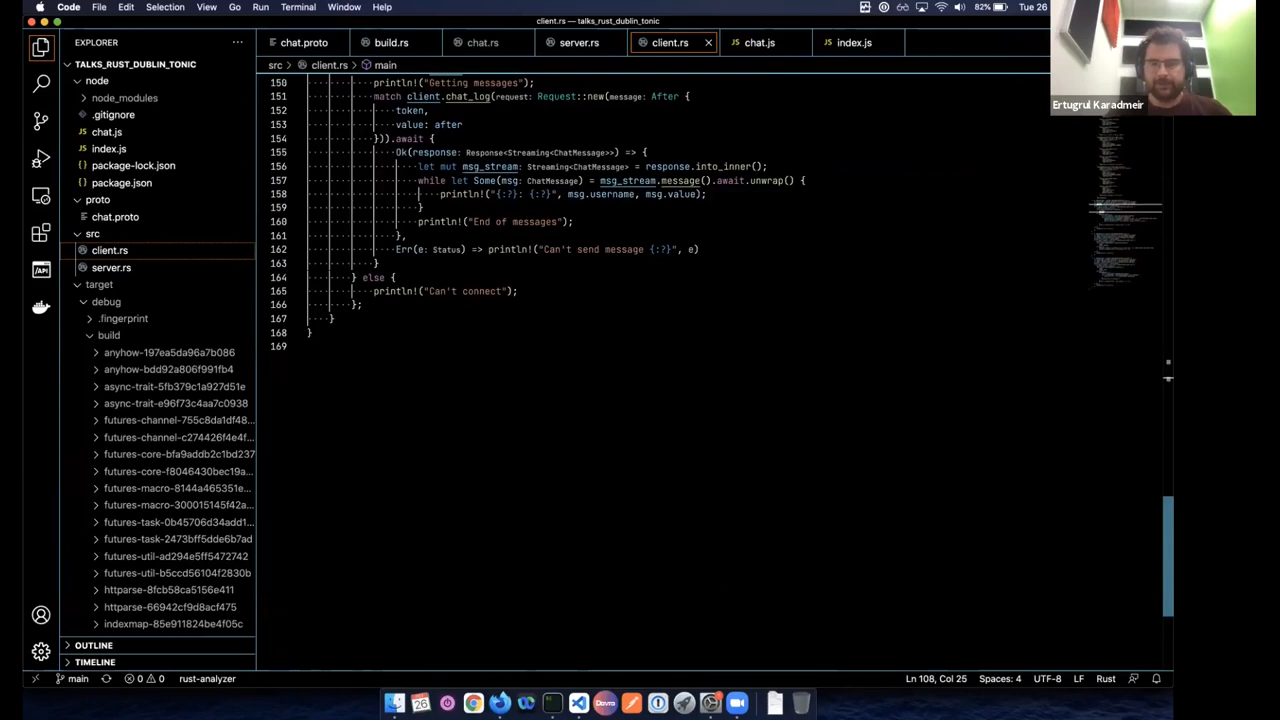 Code File Edit Selection View Go Run Terminal Window Help
82% Tue 26
client.rs — talks_rust_dublin_tonic
EXPLORER
chat.proto
build.rs
chat.rs
server.rs
client.rs
chat.js
index.js
src > client.rs > main
TALKS_RUST_DUBLIN_TONIC
node
node_modules
.gitignore
chat.js
index.js
package-lock.json
package.json
proto
chat.proto
src
client.rs
server.rs
target
debug
.fingerprint
build
anyhow-197ea5da96a7b086
anyhow-bdd92a806f991fb4
async-trait-5fb379c1a927d51e
async-trait-e96f73c4aa7c0938
futures-channel-755c8da1df48...
futures-channel-c274426f4e4f...
futures-core-bfa9addb2c1bd237
futures-core-f8046430bec19a...
futures-macro-8144a465351e...
futures-macro-300015145f42a...
futures-task-0b45706d34add1...
futures-task-2473bff5dde6b7ad
futures-util-ad294e5ff5472742
futures-util-b5ccd56104f2830b
httparse-8fcb58ca5156e411
httparse-66942cf9d8acf475
indexmap-85e911824be4f05c
OUTLINE
TIMELINE
150 println!("Getting messages");
151 match client.chat_log(request: Request::new(message: After {
152 token,
153 value: after
154 })).await {
155 Ok(response: Response<Streaming<ChatMessage>>) => {
156 let mut msg_stream: Streaming<ChatMessage> = response.into_inner();
157 while let Some(msg: ChatMessage) = msg_stream.message().await.unwrap() {
158 println!("{:?}: {:?}", msg.username, msg.value);
159 }
160 println!("End of messages");
161 },
162 Err(e: Status) => println!("Can't send message {:?}", e)
163 }
164 } else {
165 println!("Can't connect");
166 };
167 }
168 }
169
Ertugrul Karademir
main
0 0
rust-analyzer
Ln 108, Col 25
Spaces: 4
UTF-8
LF
Rust
26
Davra